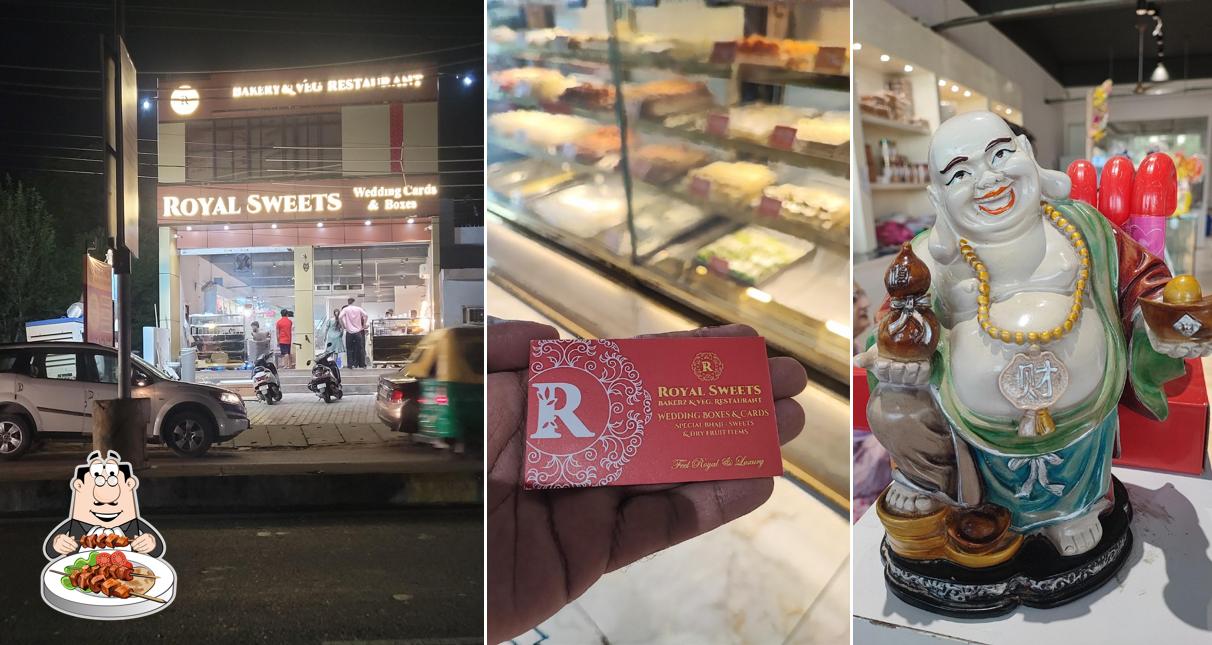 R
BAKERY & VEG. RESTAURANT
ROYAL SWEETS
Wedding Cards
& Boxes
R
R
ROYAL SWEETS
BAKERY & VEG. RESTAURANT
WEDDING BOXES & CARDS
SPECIAL BHAJI - SWEETS
& DRY FRUIT ITEMS
Feel Royal & Luxury
财